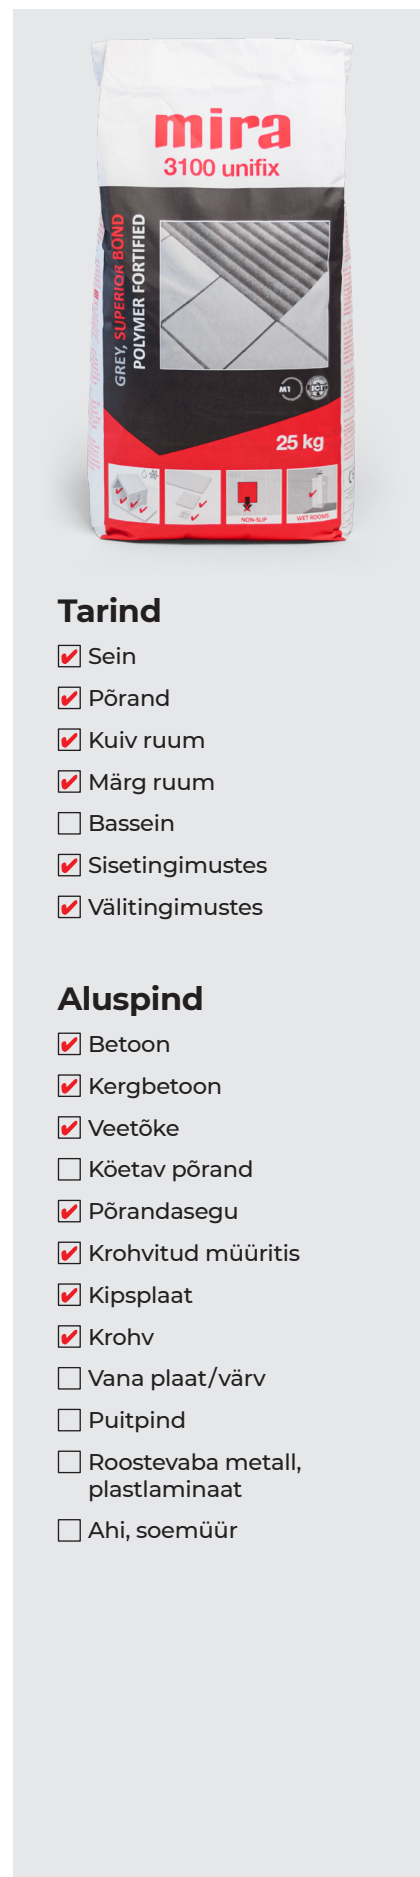 mira
3100 unifix
GREY, SUPERIOR BOND
POLYMER FORTIFIED
M1
EC1
25 kg
NON-SLIP
WET ROOMS
Tarind
✔ Sein
✔ Põrand
✔ Kuiv ruum
✔ Märg ruum
☐ Bassein
✔ Sisetingimustes
✔ Välitingimustes
Aluspind
✔ Betoon
✔ Kergbetoon
✔ Veetõke
☐ Köetav põrand
✔ Põrandasegu
✔ Krohvitud müüritis
✔ Kipsplaat
✔ Krohv
☐ Vana plaat/värv
☐ Puitpind
☐ Roostevaba metall,
plastlaminaat
☐ Ahi, soemüür